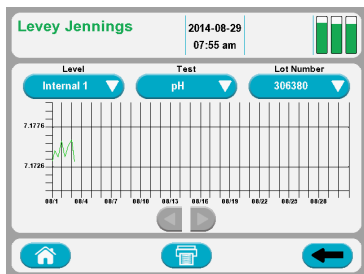 Levey Jennings
2014-08-29
07:55 am
Level
Test
Lot Number
Internal 1
pH
306380
7.1776
7.1726
08/1 08/4 08/7 08/10 08/13 08/16 08/19 08/22 08/25 08/28